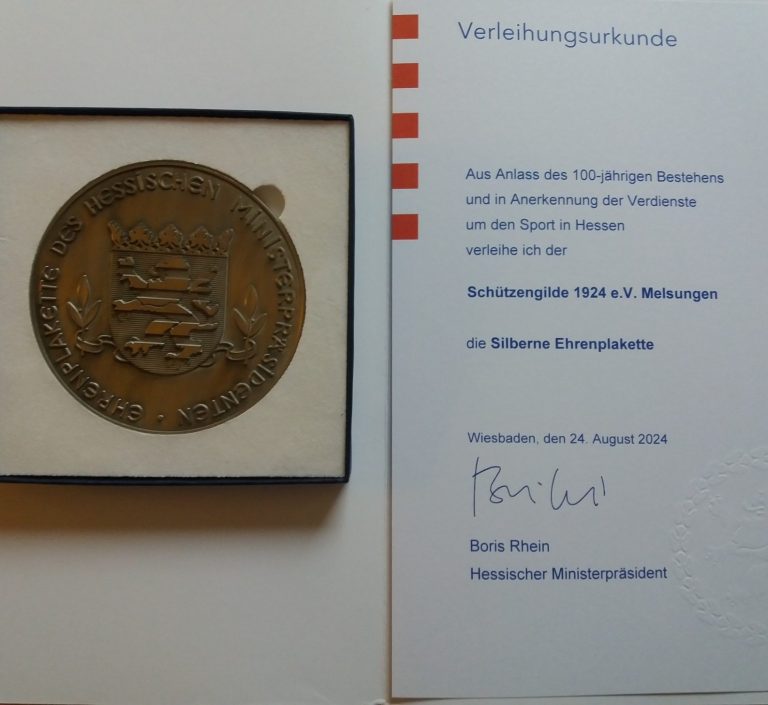 EHRENPLAKETTE DES HESSISCHEN MINISTERPRÄSIDENTEN ·
Verleihungsurkunde
Aus Anlass des 100-jährigen Bestehens
und in Anerkennung der Verdienste
um den Sport in Hessen
verleihe ich der
Schützengilde 1924 e.V. Melsungen
die Silberne Ehrenplakette
Wiesbaden, den 24. August 2024
Boris Rhein
Hessischer Ministerpräsident